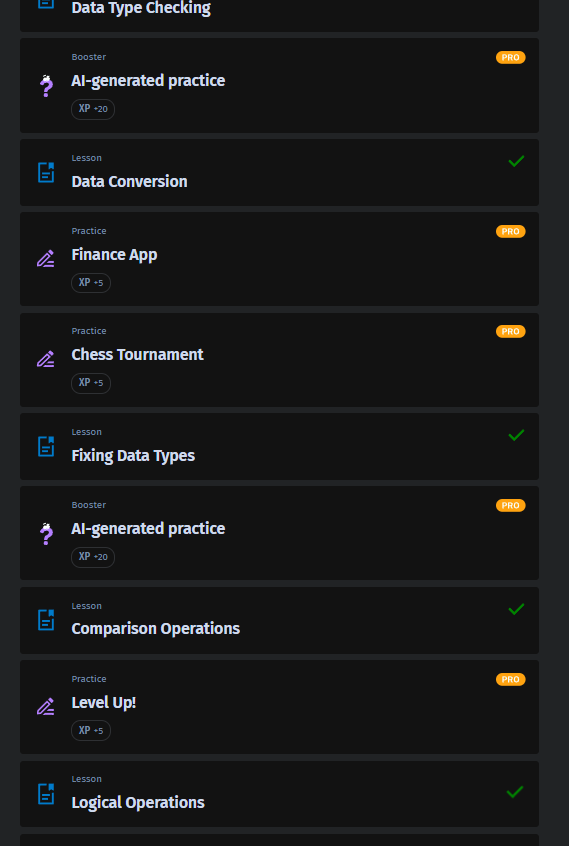 Data Type Checking
Booster
PRO
AI-generated practice
XP +20
Lesson
Data Conversion
Practice
PRO
Finance App
XP +5
Practice
PRO
Chess Tournament
XP +5
Lesson
Fixing Data Types
Booster
PRO
AI-generated practice
XP +20
Lesson
Comparison Operations
Practice
PRO
Level Up!
XP +5
Lesson
Logical Operations